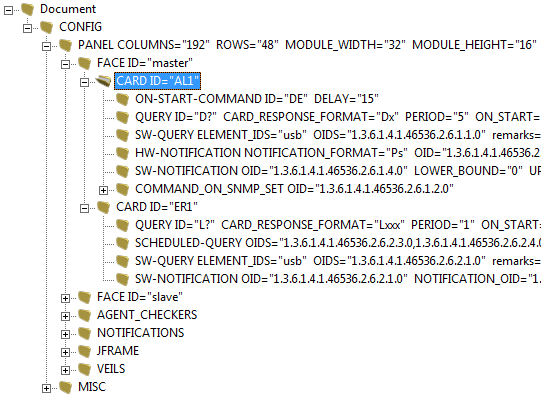 Document
CONFIG
PANEL COLUMNS="192" ROWS="48" MODULE_WIDTH="32" MODULE_HEIGHT="16"
FACE ID="master"
CARD ID="AL1"
ON-START-COMMAND ID="DE" DELAY="15"
QUERY ID="D?" CARD_RESPONSE_FORMAT="Dx" PERIOD="5" ON_START=
SW-QUERY ELEMENT_IDS="usb" OIDS="1.3.6.1.4.1.46536.2.6.1.1.0" remarks=
HW-NOTIFICATION NOTIFICATION_FORMAT="Ps" OID="1.3.6.1.4.1.46536.2
SW-NOTIFICATION OID="1.3.6.1.4.1.46536.2.6.1.4.0" LOWER_BOUND="0" UP
COMMAND_ON_SNMP_SET OID="1.3.6.1.4.1.46536.2.6.1.2.0"
CARD ID="ER1"
QUERY ID="L?" CARD_RESPONSE_FORMAT="Lxxx" PERIOD="1" ON_START=
SCHEDULED-QUERY OIDS="1.3.6.1.4.1.46536.2.6.2.3.0,1.3.6.1.4.1.46536.2.6.2.4.0
SW-QUERY ELEMENT_IDS="usb" OIDS="1.3.6.1.4.1.46536.2.6.2.1.0" remarks=
SW-NOTIFICATION OID="1.3.6.1.4.1.46536.2.6.2.1.0" NOTIFICATION_OID="1.
FACE ID="slave"
AGENT_CHECKERS
NOTIFICATIONS
JFRAME
VEILS
MISC